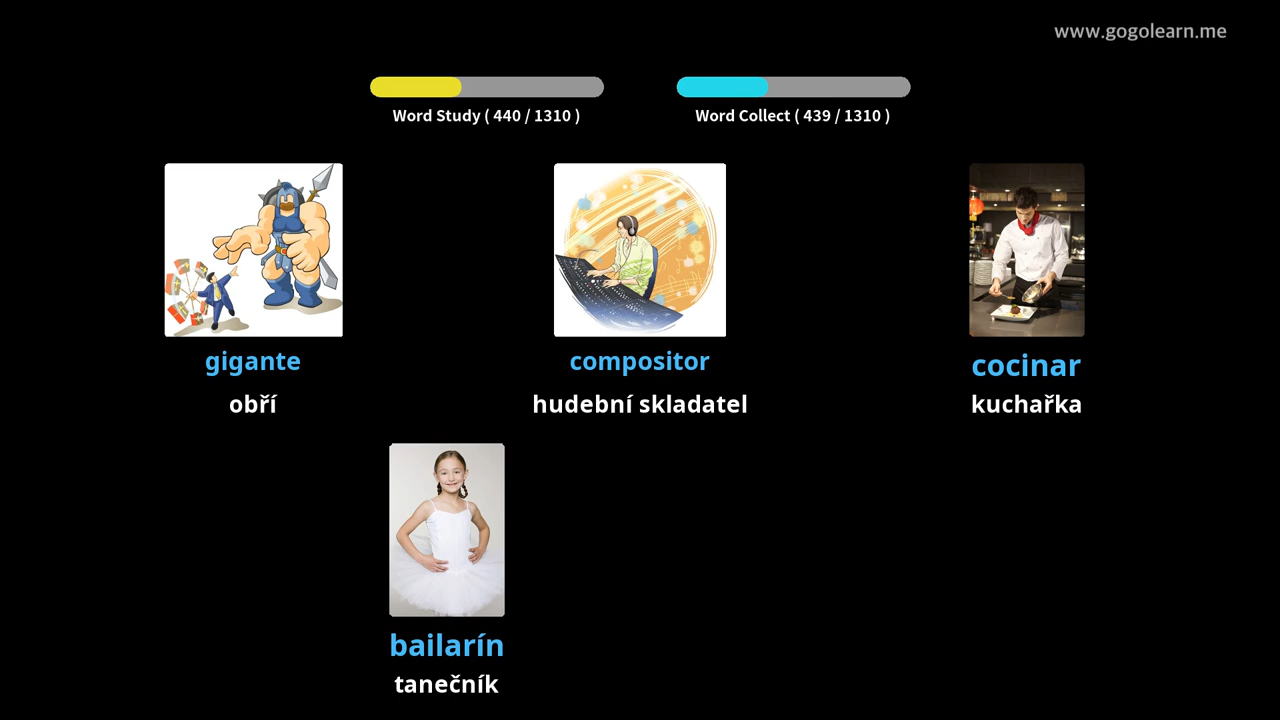 www.gogolearn.me
Word Study ( 440 / 1310 )
Word Collect ( 439 / 1310 )
gigante
obří
compositor
hudební skladatel
cocinar
kuchařka
bailarín
tanečník